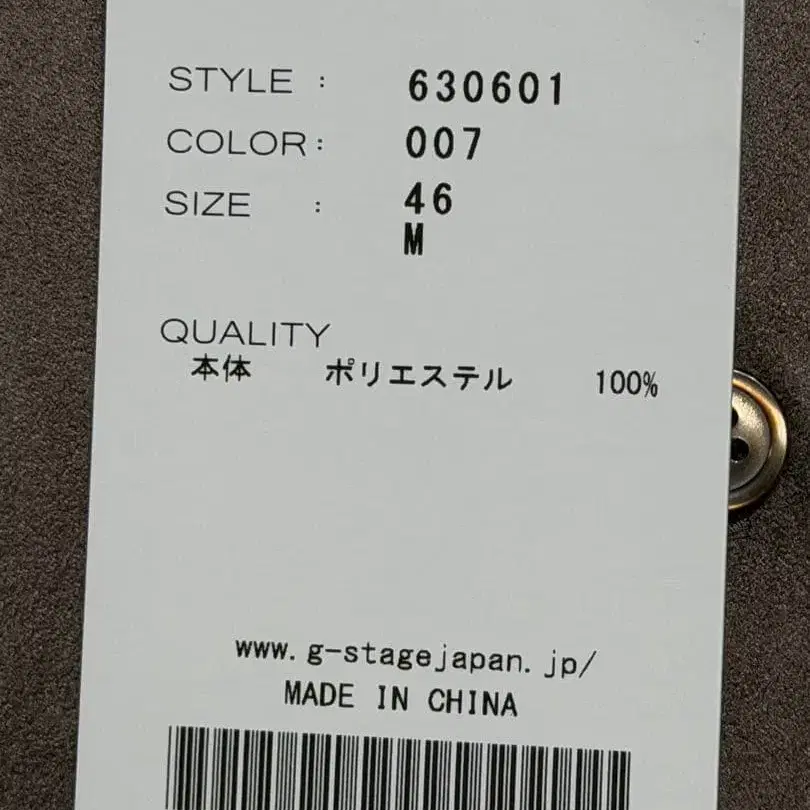 STYLE : 630601
COLOR: 007
SIZE : 46
M
QUALITY
本体 ポリエステル 100%
www.g-stagejapan.jp/
MADE IN CHINA